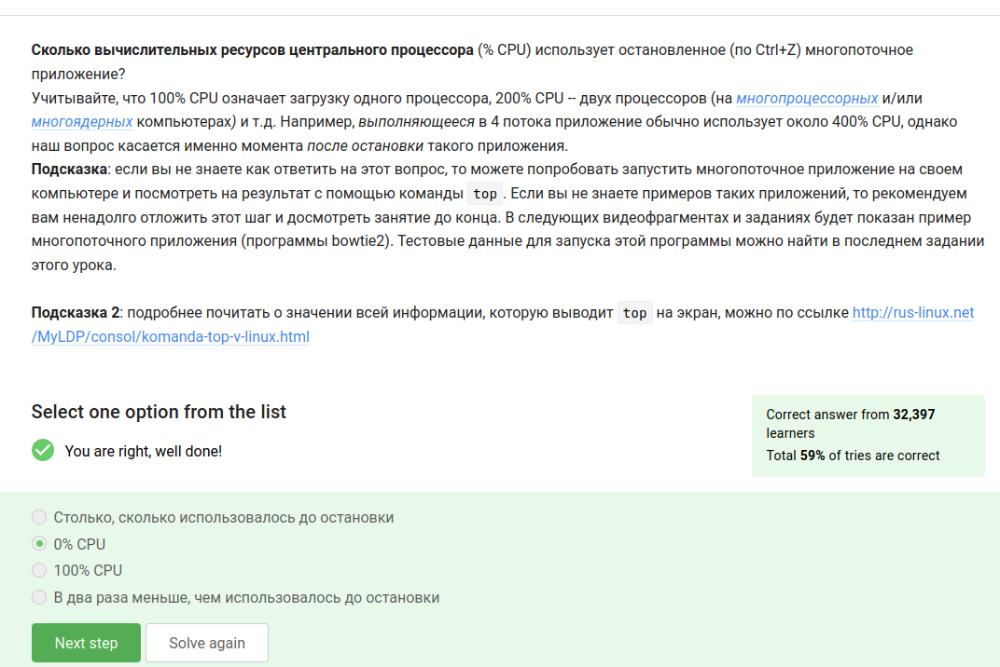 Сколько вычислительных ресурсов центрального процессора (% CPU) использует остановленное (по Ctrl+Z) многопоточное
приложение?
Учитывайте, что 100% CPU означает загрузку одного процессора, 200% CPU -- двух процессоров (на многопроцессорных и/или
многоядерных компьютерах) и т.д. Например, выполняющееся в 4 потока приложение обычно использует около 400% CPU, однако
наш вопрос касается именно момента после остановки такого приложения.
Подсказка: если вы не знаете как ответить на этот вопрос, то можете попробовать запустить многопоточное приложение на своем
компьютере и посмотреть на результат с помощью команды top . Если вы не знаете примеров таких приложений, то рекомендуем
вам ненадолго отложить этот шаг и досмотреть занятие до конца. В следующих видеофрагментах и заданиях будет показан пример
многопоточного приложения (программы bowtie2). Тестовые данные для запуска этой программы можно найти в последнем задании
этого урока.
Подсказка 2: подробнее почитать о значении всей информации, которую выводит top на экран, можно по ссылке http://rus-linux.net
/MyLDP/consol/komanda-top-v-linux.html
Select one option from the list
You are right, well done!
Correct answer from 32,397
learners
Total 59% of tries are correct
Столько, сколько использовалось до остановки
0% CPU
100% CPU
В два раза меньше, чем использовалось до остановки
Next step
Solve again